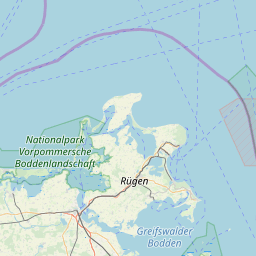 Nationalpark
Vorpommersche
Boddenlandschaft
Rügen
Greifswalder
Bodden